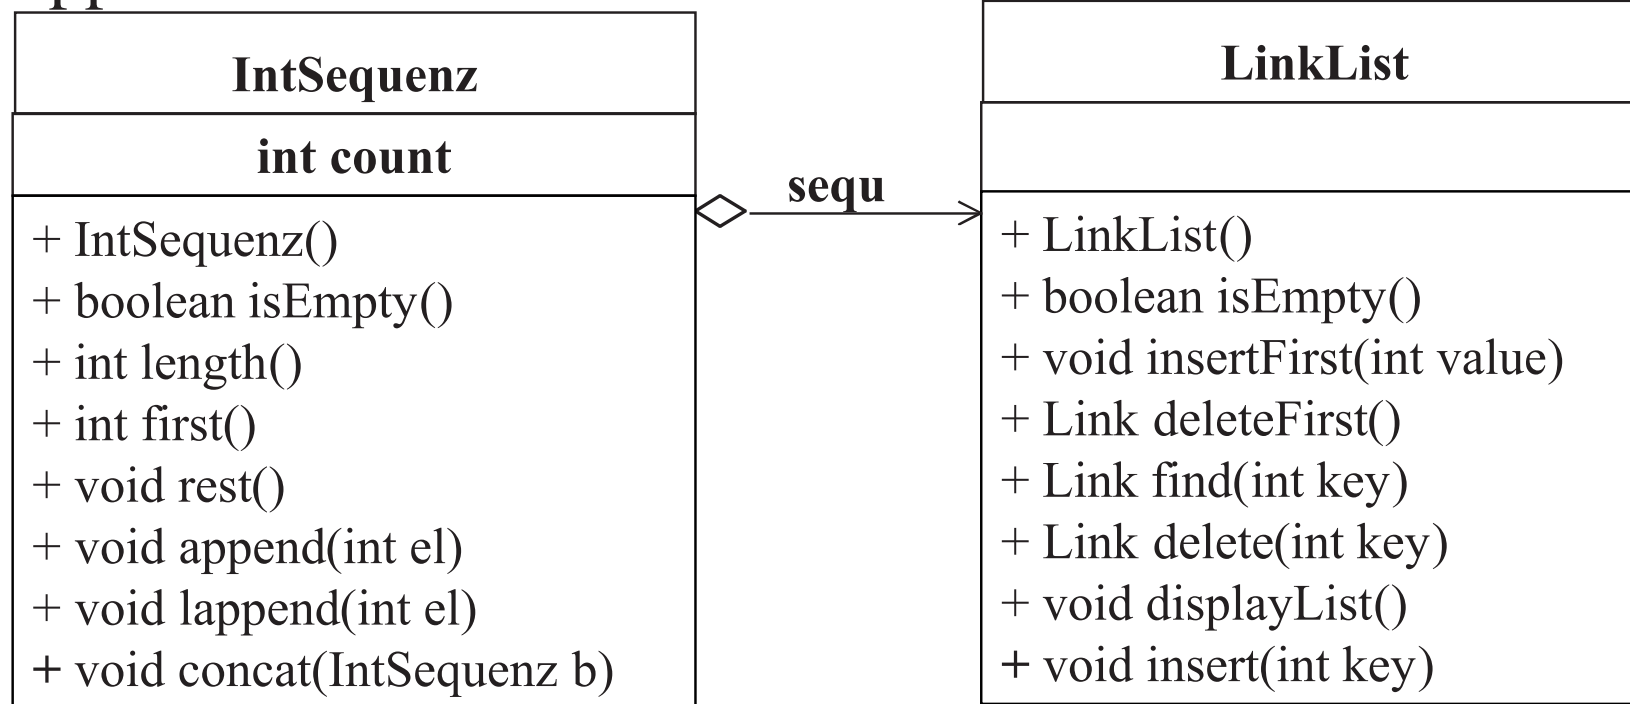 IntSequenz
int count
+ IntSequenz()
+ boolean isEmpty()
+ int length()
+ int first()
+ void rest()
+ void append(int el)
+ void lappend(int el)
+ void concat(IntSequenz b)
sequ
LinkList
+ LinkList()
+ boolean isEmpty()
+ void insertFirst(int value)
+ Link deleteFirst()
+ Link find(int key)
+ Link delete(int key)
+ void displayList()
+ void insert(int key)